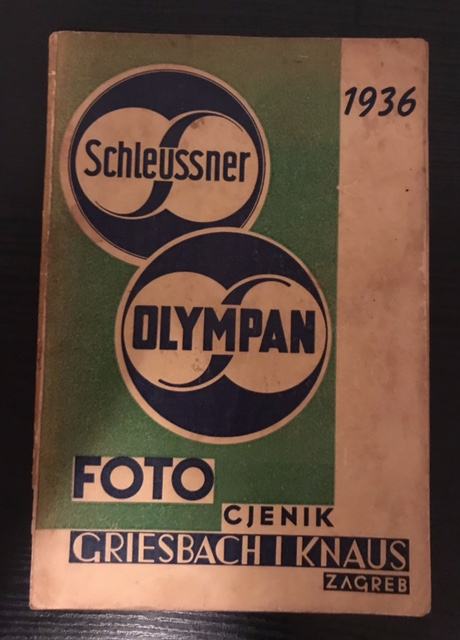 1936
Schleussner
OLYMPAN
FOTO
CJENIK
GRIESBACH I KNAUS
ZAGREB